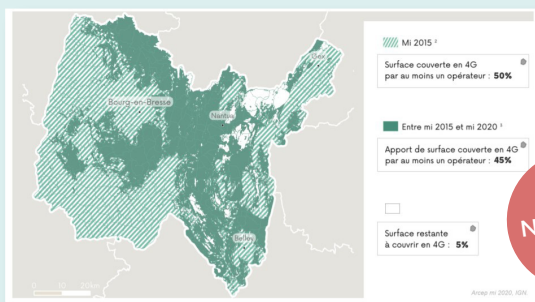 Gex
Bourg-en-Bresse
Nantua
Belley
0 10 20km
Mi 2015 ²
Surface couverte en 4G
par au moins un opérateur : 50%
Entre mi 2015 et mi 2020 ¹
Apport de surface couverte en 4G
par au moins un opérateur : 45%
Surface restante
à couvrir en 4G : 5%
N
Arcep mi 2020, IGN.